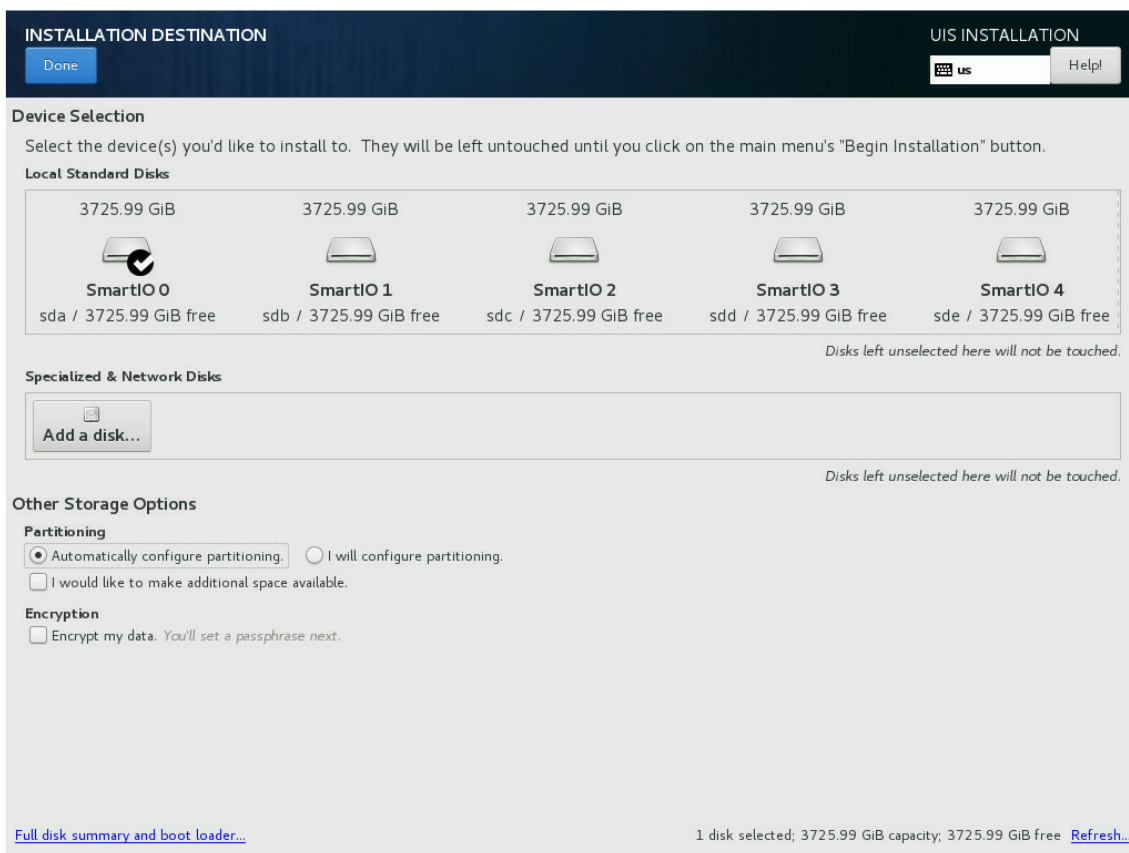 INSTALLATION DESTINATION
UIS INSTALLATION
Done
us
Help!
Device Selection
Select the device(s) you'd like to install to.  They will be left untouched until you click on the main menu's "Begin Installation" button.
Local Standard Disks
3725.99 GiB 3725.99 GiB 3725.99 GiB 3725.99 GiB 3725.99 GiB
SmartIO 0 SmartIO 1 SmartIO 2 SmartIO 3 SmartIO 4
sda / 3725.99 GiB free sdb / 3725.99 GiB free sdc / 3725.99 GiB free sdd / 3725.99 GiB free sde / 3725.99 GiB free
Disks left unselected here will not be touched.
Specialized & Network Disks
Add a disk...
Disks left unselected here will not be touched.
Other Storage Options
Partitioning
Automatically configure partitioning. I will configure partitioning.
I would like to make additional space available.
Encryption
Encrypt my data. You'll set a passphrase next.
Full disk summary and boot loader... 1 disk selected; 3725.99 GiB capacity; 3725.99 GiB free Refresh...